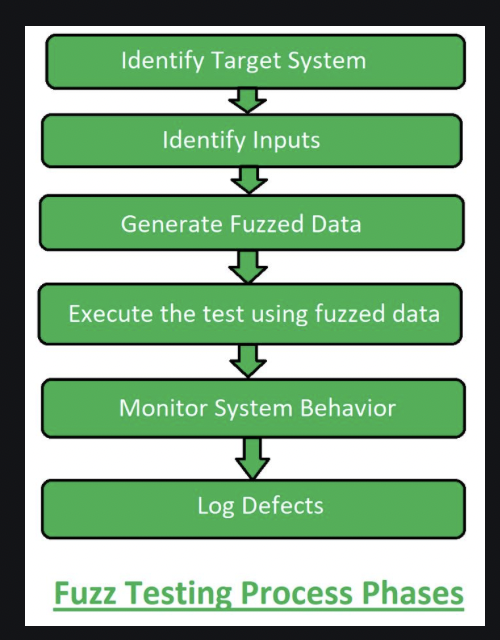 Identify Target System
Identify Inputs
Generate Fuzzed Data
Execute the test using fuzzed data
Monitor System Behavior
Log Defects
Fuzz Testing Process Phases